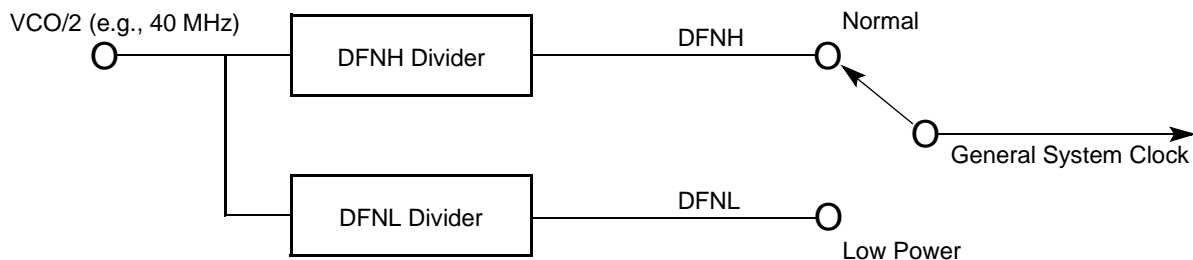 VCO/2 (e.g., 40 MHz)
Normal
DFNH Divider
DFNH
General System Clock
DFNL Divider
DFNL
Low Power